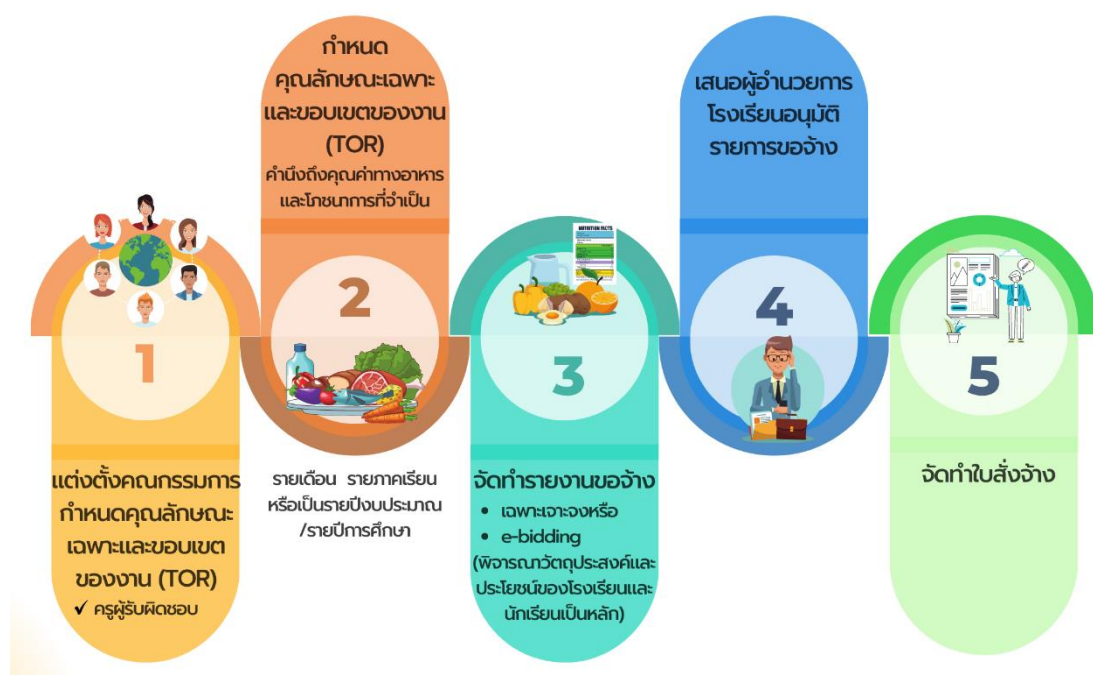 1
แต่งตั้งคณกรรมการ
กำหนดคุณลักษณะ
เฉพาะและขอบเขต
ของงาน (TOR)
✓ ครูผู้รับผิดชอบ
กำหนด
คุณลักษณะเฉพาะ
และขอบเขตของงาน
(TOR)
คำนึงถึงคุณค่าทางอาหาร
และโภชนาการที่จำเป็น
2
รายเดือน รายภาคเรียน
หรือเป็นรายปีงบประมาณ
/รายปีการศึกษา
NUTRITION FACTS
3
จัดทำรายงานขอจ้าง
• เฉพาะเจาะจงหรือ
• e-bidding
(พิจารณาวัตถุประสงค์และ
ประโยชน์ของโรงเรียนและ
นักเรียนเป็นหลัก)
เสนอผู้อำนวยการ
โรงเรียนอนุมัติ
รายการขอจ้าง
4
5
จัดทำใบสั่งจ้าง